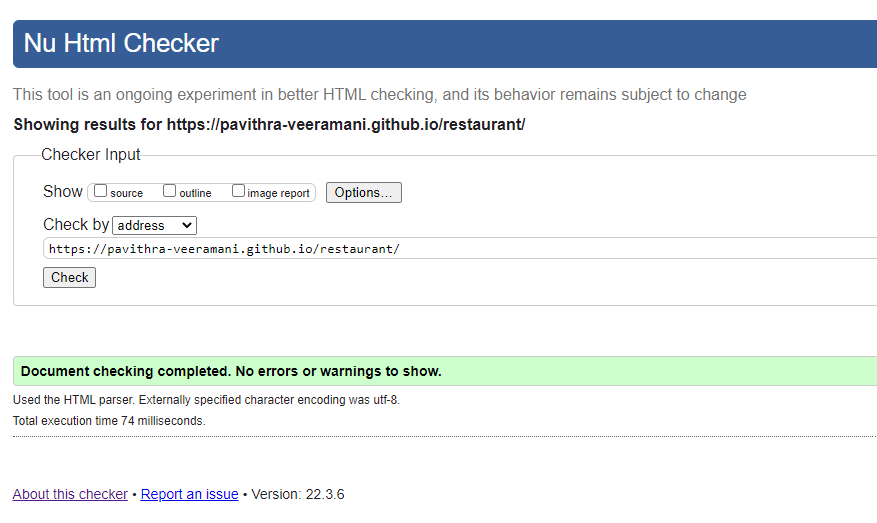 Nu Html Checker
This tool is an ongoing experiment in better HTML checking, and its behavior remains subject to change
Showing results for https://pavithra-veeramani.github.io/restaurant/
Checker Input
Show source outline image report Options...
Check by address
https://pavithra-veeramani.github.io/restaurant/
Check
Document checking completed. No errors or warnings to show.
Used the HTML parser. Externally specified character encoding was utf-8.
Total execution time 74 milliseconds.
About this checker • Report an issue • Version: 22.3.6